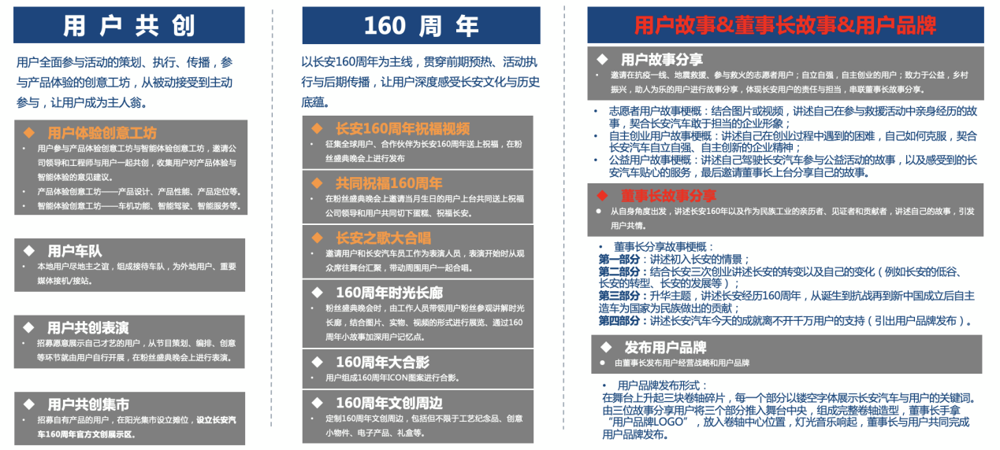 用 户 共 创
用户全面参与活动的策划、执行、传播，参
与产品体验的创意工坊，从被动接受到主动
参与，让用户成为主人翁。
◆ 用户体验创意工坊
• 用户参与产品体验创意工坊与智能体验创意工坊，邀请公
司领导和工程师与用户一起共创，收集用户对产品体验与
智能体验的意见建议。
• 产品体验创意工坊——产品设计、产品性能、产品定位等。
• 智能体验创意工坊——车机功能、智能驾驶、智能服务等。
◆ 用户车队
• 本地用户尽地主之谊，组成接待车队，为外地用户、重要
媒体接机/接站。
◆ 用户共创表演
• 招募愿意展示自己才艺的用户，从节目策划、编排、创意
等环节就由用户自行开展，在粉丝盛典晚会上进行表演。
◆ 用户共创集市
• 招募自有产品的用户，在阳光集市设立摊位，设立长安汽
车160周年官方文创展示区。
160 周 年
以长安160周年为主线，贯穿前期预热、活动执
行与后期传播，让用户深度感受长安文化与历史
底蕴。
◆ 长安160周年祝福视频
• 征集全球用户、合作伙伴为长安160周年送上祝福，在粉
丝盛典晚会上进行发布
◆ 共同祝福160周年
• 在粉丝盛典晚会上邀请当月生日的用户上台共同送上祝福
公司领导和用户共同切下蛋糕、祝福长安。
◆ 长安之歌大合唱
• 邀请用户和长安汽车员工作为表演人员，表演开始时从观
众席往舞台汇聚，带动周围用户一起合唱。
◆ 160周年时光长廊
• 粉丝盛典晚会时，由工作人员带领用户粉丝参观讲解时光
长廊，结合图片、实物、视频的形式进行展览、通过160
周年小故事加深用户记忆点。
◆ 160周年大合影
• 用户组成160周年ICON图案进行合影。
◆ 160周年文创周边
• 定制160周年文创周边，包括但不限于工艺纪念品、创意
小物件、电子产品、礼盒等。
用户故事&董事长故事&用户品牌
◆ 用户故事分享
• 邀请在抗疫一线、地震救援、参与救火的志愿者用户；自立自强，自主创业的用户；致力于公益，乡村
振兴，助人为乐的用户进行故事分享，体现长安用户的责任与担当，串联董事长故事分享。
• 志愿者用户故事梗概：结合图片或视频，讲述自己在参与救援活动中亲身经历的故
事，契合长安汽车敢于担当的企业形象；
• 自主创业用户故事梗概：讲述自己在创业过程中遇到的困难，自己如何克服，契合
长安汽车自立自强、自主创新的企业精神；
• 公益用户故事梗概：讲述自己驾驶长安汽车参与公益活动的故事，以及感受到的长
安汽车贴心的服务，最后邀请董事长上台分享自己的故事。
◆ 董事长故事分享
● 从自身角度出发，讲述长安160年以及作为民族工业的亲历者、见证者和贡献者，讲述自己的故事，引发
用户共情。
• 董事长分享故事梗概：
第一部分：讲述初入长安的情景；
第二部分：结合长安三次创业讲述长安的转变以及自己的变化（例如长安的低谷、
长安的转型、长安的发展等）；
第三部分：升华主题，讲述长安经历160周年，从诞生到抗战再到新中国成立后自主
造车为国家为民族做出的贡献；
第四部分：讲述长安汽车今天的成就离不开千万用户的支持（引出用户品牌发布）。
◆ 发布用户品牌
● 由董事长发布用户经营战略和用户品牌
• 用户品牌发布形式：
在舞台上升起三块卷轴碎片，每一个部分以镂空字体展示长安汽车与用户的关键词。
由三位故事分享用户将三个部分推入舞台中央，组成完整卷轴造型，董事长手拿
“用户品牌LOGO”，放入卷轴中心位置，灯光音乐响起，董事长与用户共同完成
用户品牌发布。